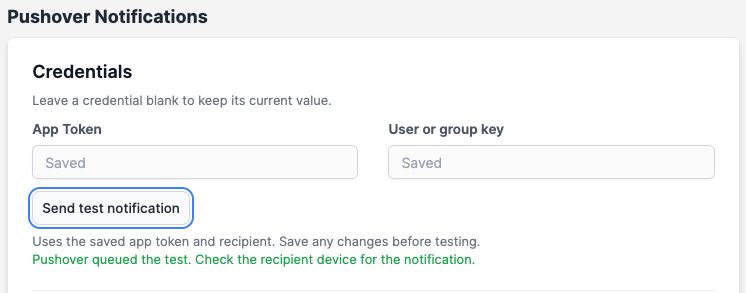 Pushover Notifications
Credentials
Leave a credential blank to keep its current value.
App Token
User or group key
Saved
Saved
Send test notification
Uses the saved app token and recipient. Save any changes before testing.
Pushover queued the test. Check the recipient device for the notification.